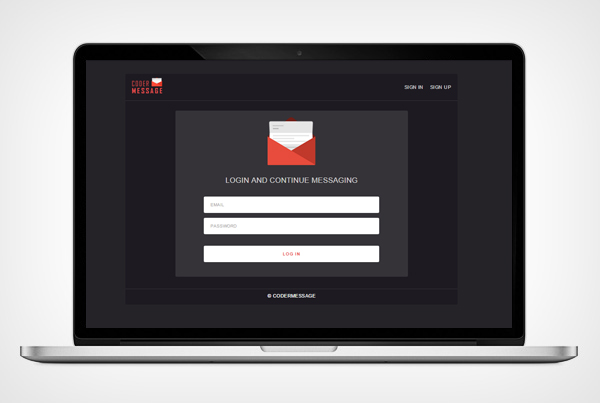 CODER
MESSAGE
SIGN IN
SIGN UP
LOGIN AND CONTINUE MESSAGING
EMAIL
PASSWORD
LOG IN
© CODERMESSAGE